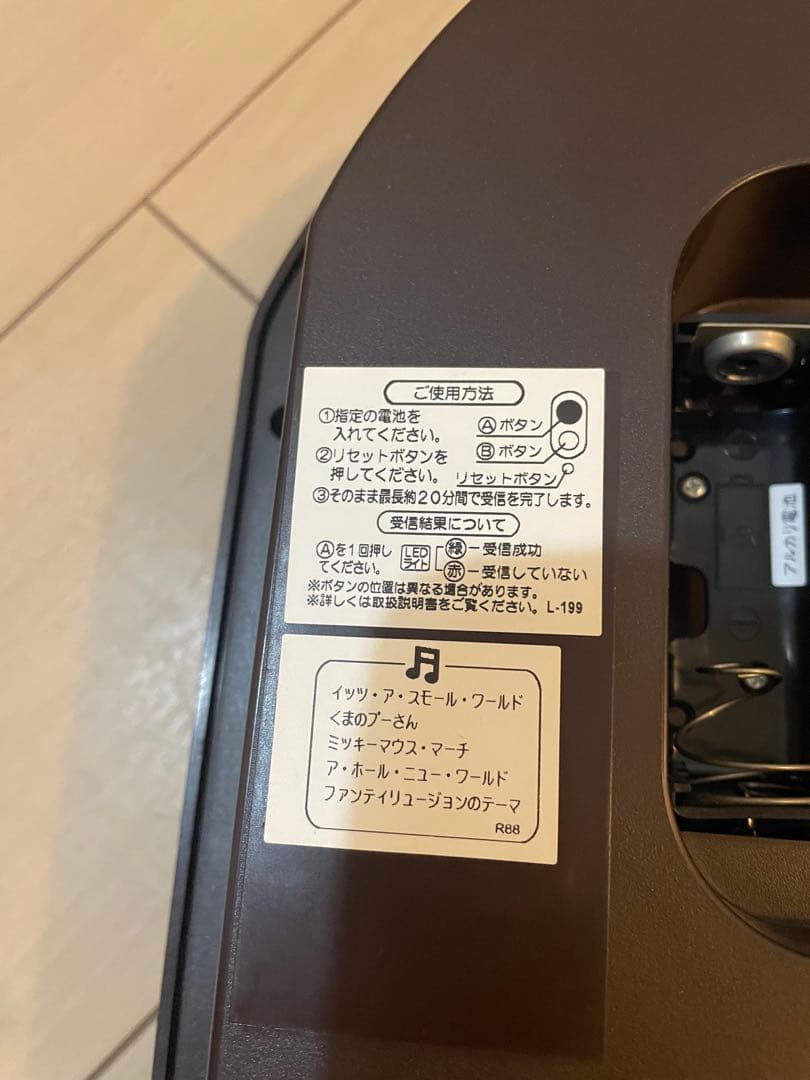 ご使用方法
①指定の電池を
入れてください。
②リセットボタンを
押してください。
Ⓐボタン
Ⓑボタン
リセットボタン
③そのまま最長約20分間で受信を完了します。
受信結果について
Ⓐを1回押し
てください。
LED
ライト
緑ー受信成功
赤ー受信していない
※ボタンの位置は異なる場合があります。
※詳しくは取扱説明書をご覧ください。L-199
イッツ・ア・スモール・ワールド
くまのプーさん
ミッキーマウス・マーチ
ア・ホール・ニュー・ワールド
ファンティリュージョンのテーマ
R88
アルカリ電池